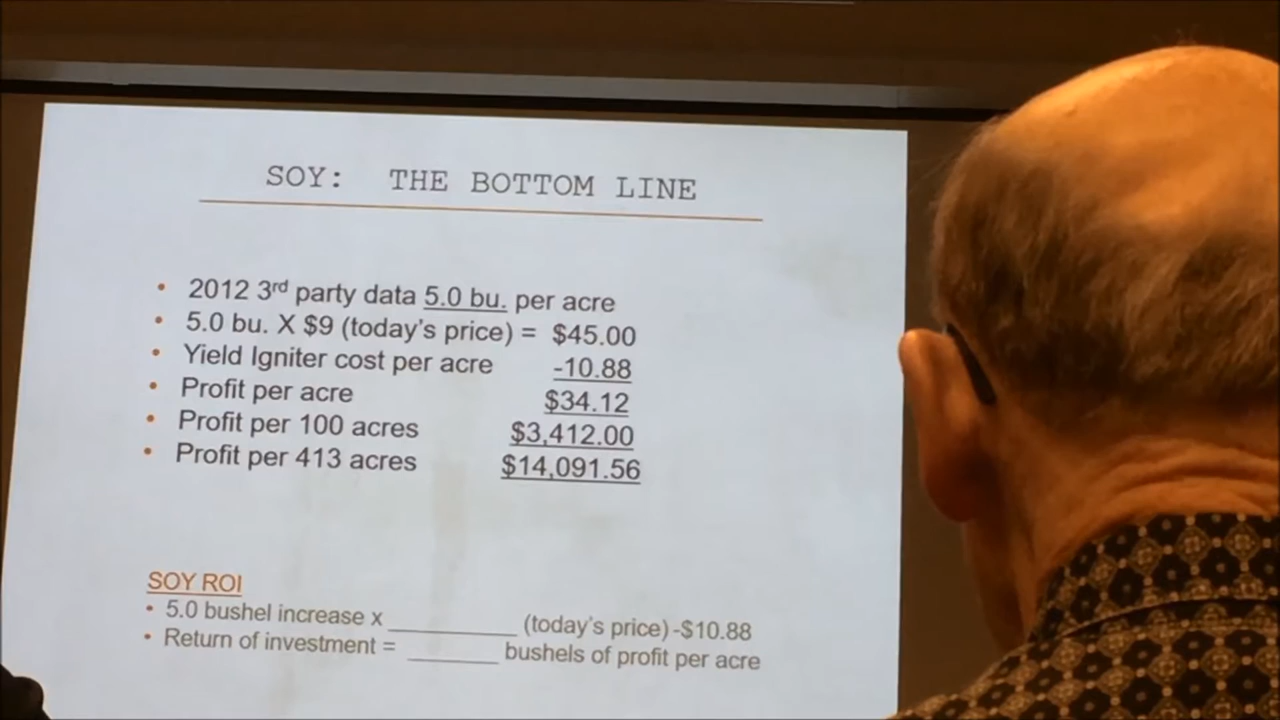 SOY: THE BOTTOM LINE
• 2012 3rd party data 5.0 bu. per acre
• 5.0 bu. X $9 (today's price) = $45.00
• Yield Igniter cost per acre -10.88
• Profit per acre $34.12
• Profit per 100 acres $3,412.00
• Profit per 413 acres $14,091.56
SOY ROI
• 5.0 bushel increase x __________ (today's price) -$10.88
• Return of investment = _______ bushels of profit per acre